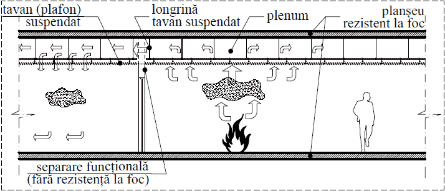 tavan (plafon)
suspendat
longrină
tavan suspendat
plenum
planșeu
rezistent la foc
separare funcțională
(fără rezistență la foc)